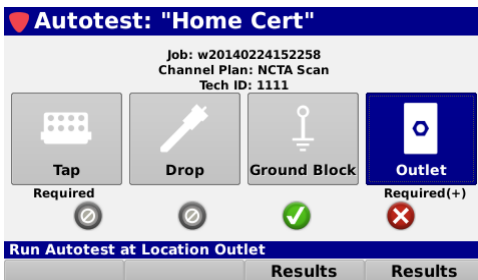 Autotest: "Home Cert"
Job: w20140224152258
Channel Plan: NCTA Scan
Tech ID: 1111
Tap Drop Ground Block Outlet
Required Required(+)
Run Autotest at Location Outlet
Results Results